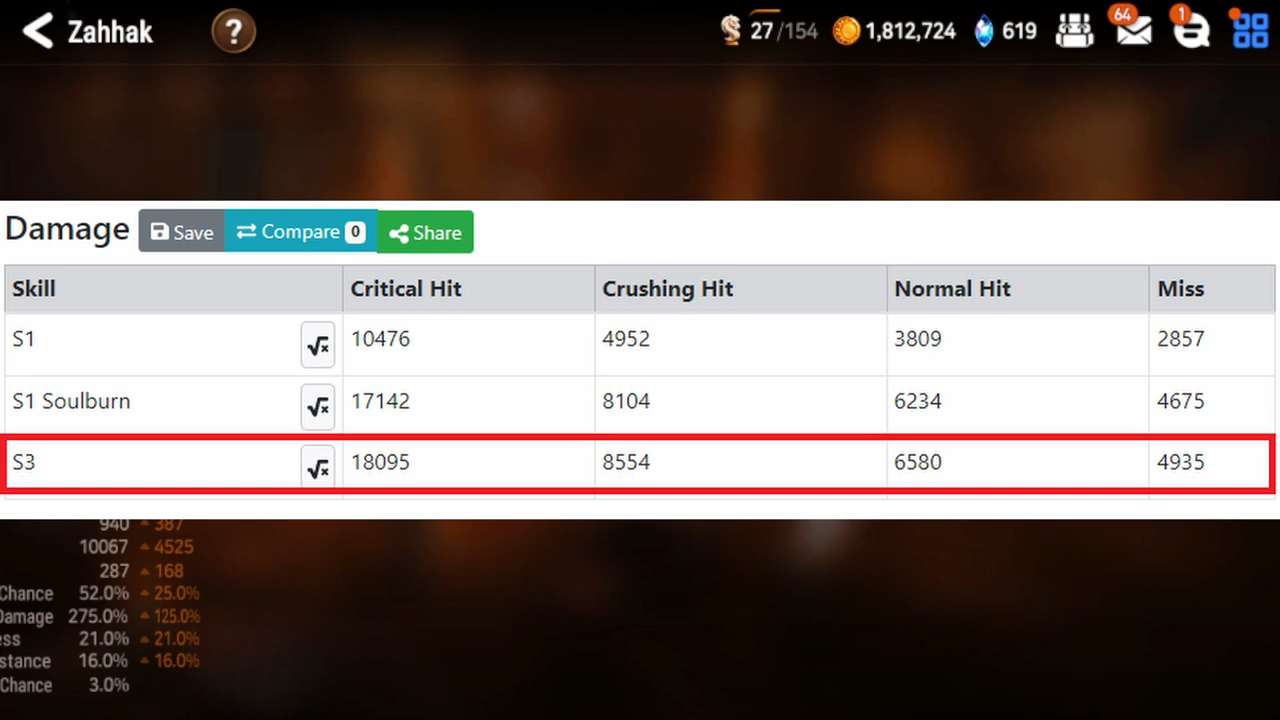 Zahhak ? 27/154 1,812,724 619 64 1
Damage Save Compare 0 Share
Skill Critical Hit Crushing Hit Normal Hit Miss
S1 √x 10476 4952 3809 2857
S1 Soulburn √x 17142 8104 6234 4675
S3 √x 18095 8554 6580 4935
940 387
10067 4525
287 168
Chance 52.0% 25.0%
Damage 275.0% 125.0%
ess 21.0% 21.0%
stance 16.0% 16.0%
Chance 3.0%